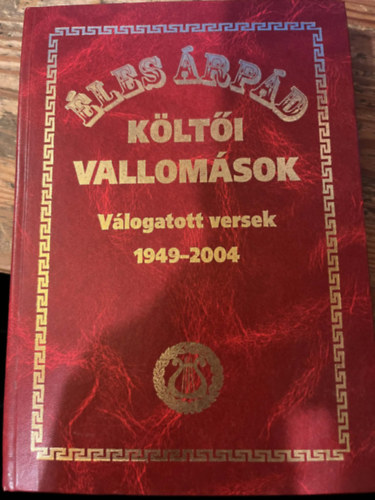 ÉLES ÁRPÁD
KÖLTŐI
VALLOMÁSOK
Válogatott versek
1949–2004